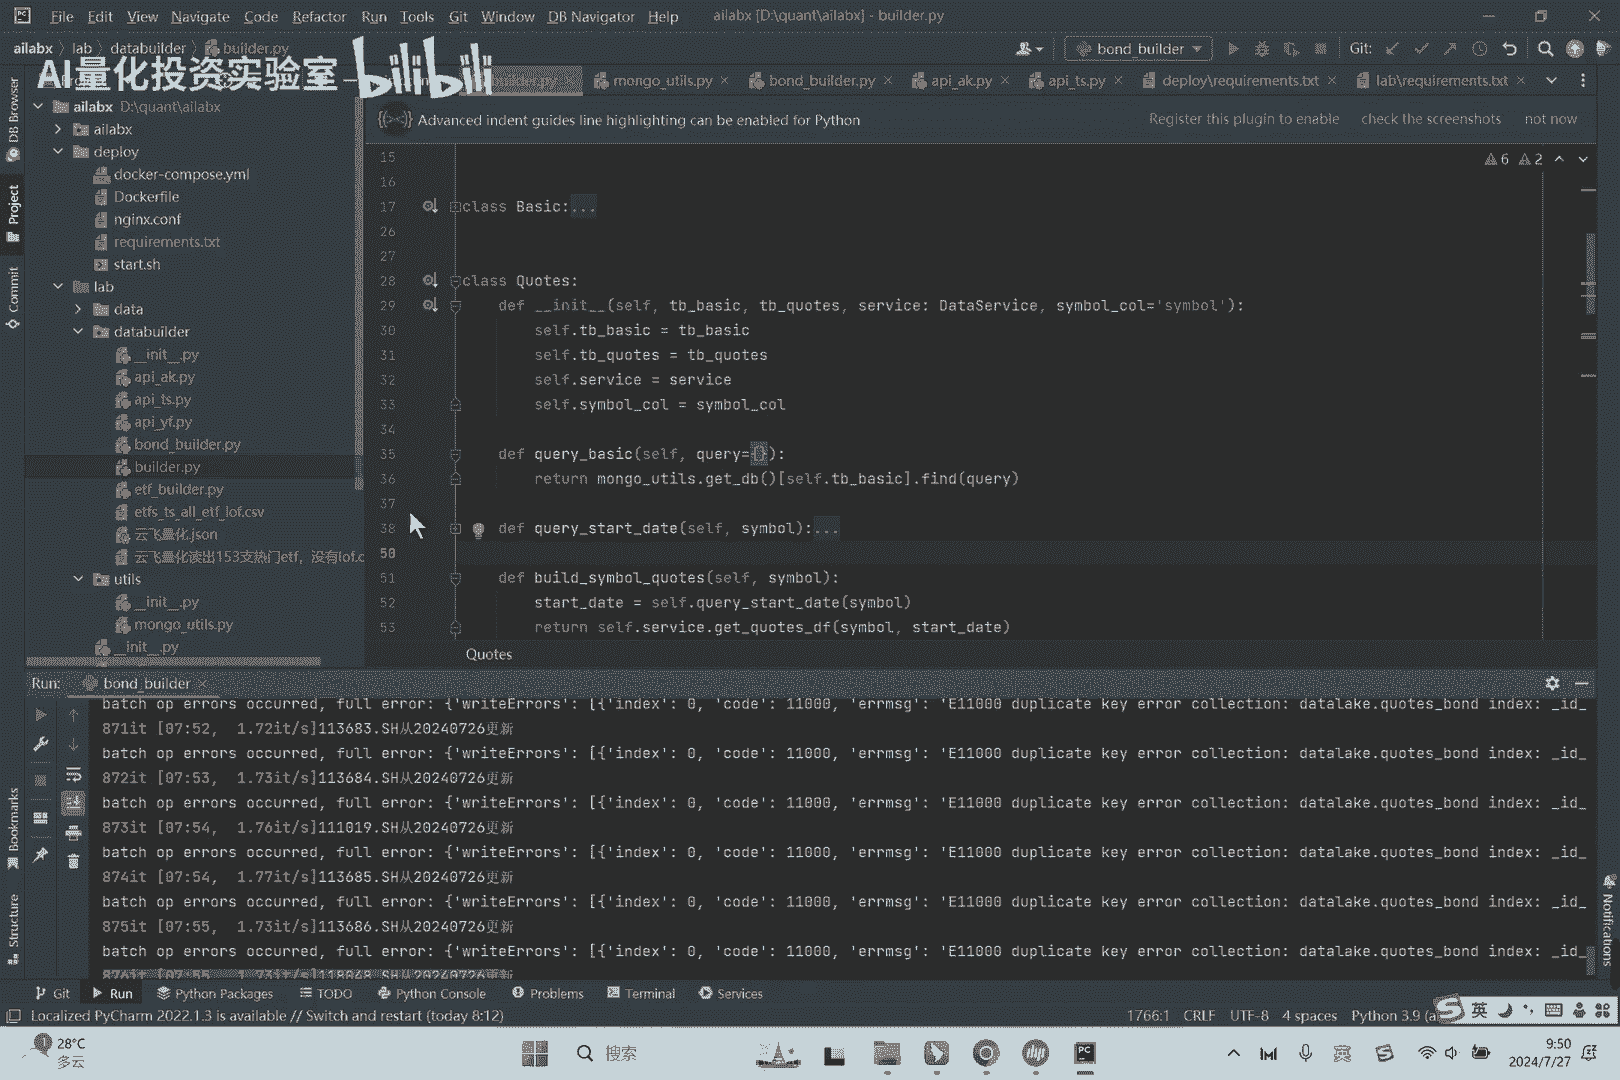 File Edit View Navigate Code Refactor Run Tools Git Window DB Navigator Help ailabx [D:\quant\ailabx] - builder.py
ailabx lab databuilder builder.py bond_builder Git:
AI量化投资实验室 bilibili
mongo_utils.py bond_builder.py api_ak.py api_ts.py deploy\requirements.txt lab\requirements.txt
DB Browser
Project
Commit
Bookmarks
Structure
Notifications
ailabx D:\quant\ailabx
ailabx
deploy
docker-compose.yml
Dockerfile
nginx.conf
requirements.txt
start.sh
lab
data
databuilder
__init__.py
api_ak.py
api_ts.py
api_yf.py
bond_builder.py
builder.py
etf_builder.py
etfs_ts_all_etf_lof.csv
云飞量化.json
云飞量化读出153支热门etf，没有lof.c
utils
__init__.py
mongo_utils.py
__init__.py
Advanced indent guides line highlighting can be enabled for Python Register this plugin to enable check the screenshots not now
6 2
15
16
17 class Basic:...
26
27
28 class Quotes:
29 def __init__(self, tb_basic, tb_quotes, service: DataService, symbol_col='symbol'):
30 self.tb_basic = tb_basic
31 self.tb_quotes = tb_quotes
32 self.service = service
33 self.symbol_col = symbol_col
34
35 def query_basic(self, query={}):
36 return mongo_utils.get_db()[self.tb_basic].find(query)
37
38 def query_start_date(self, symbol):...
50
51 def build_symbol_quotes(self, symbol):
52 start_date = self.query_start_date(symbol)
53 return self.service.get_quotes_df(symbol, start_date)
Quotes
Run: bond_builder
batch op errors occurred, full error: {'writeErrors': [{'index': 0, 'code': 11000, 'errmsg': 'E11000 duplicate key error collection: datalake.quotes_bond index: _id_
871it [07:52, 1.72it/s]113683.SH从20240726更新
batch op errors occurred, full error: {'writeErrors': [{'index': 0, 'code': 11000, 'errmsg': 'E11000 duplicate key error collection: datalake.quotes_bond index: _id_
872it [07:53, 1.73it/s]113684.SH从20240726更新
batch op errors occurred, full error: {'writeErrors': [{'index': 0, 'code': 11000, 'errmsg': 'E11000 duplicate key error collection: datalake.quotes_bond index: _id_
873it [07:54, 1.76it/s]111019.SH从20240726更新
batch op errors occurred, full error: {'writeErrors': [{'index': 0, 'code': 11000, 'errmsg': 'E11000 duplicate key error collection: datalake.quotes_bond index: _id_
874it [07:54, 1.77it/s]113685.SH从20240726更新
batch op errors occurred, full error: {'writeErrors': [{'index': 0, 'code': 11000, 'errmsg': 'E11000 duplicate key error collection: datalake.quotes_bond index: _id_
875it [07:55, 1.73it/s]113686.SH从20240726更新
batch op errors occurred, full error: {'writeErrors': [{'index': 0, 'code': 11000, 'errmsg': 'E11000 duplicate key error collection: datalake.quotes_bond index: _id_
Git Run Python Packages TODO Python Console Problems Terminal Services
Localized PyCharm 2022.1.3 is available // Switch and restart (today 8:12) 1766:1 CRLF UTF-8 4 spaces Python 3.9 (a 英
28°C
多云
搜索
9:50
2024/7/27